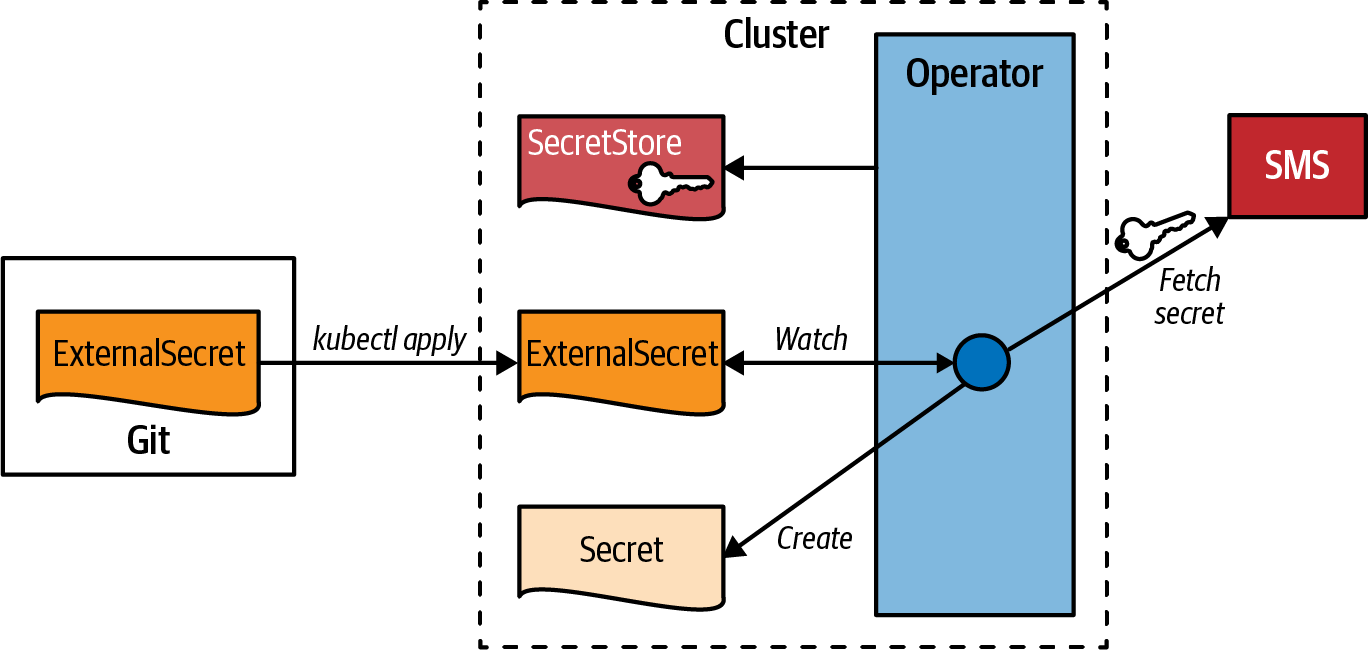 Cluster
Operator
SecretStore
SMS
Fetch
secret
ExternalSecret
kubectl apply
ExternalSecret
Watch
Git
Secret
Create